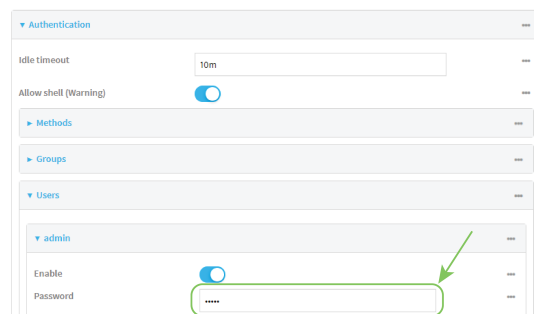 Authentication
Idle timeout
10m
Allow shell (Warning)
Methods
Groups
Users
admin
Enable
Password
•••••